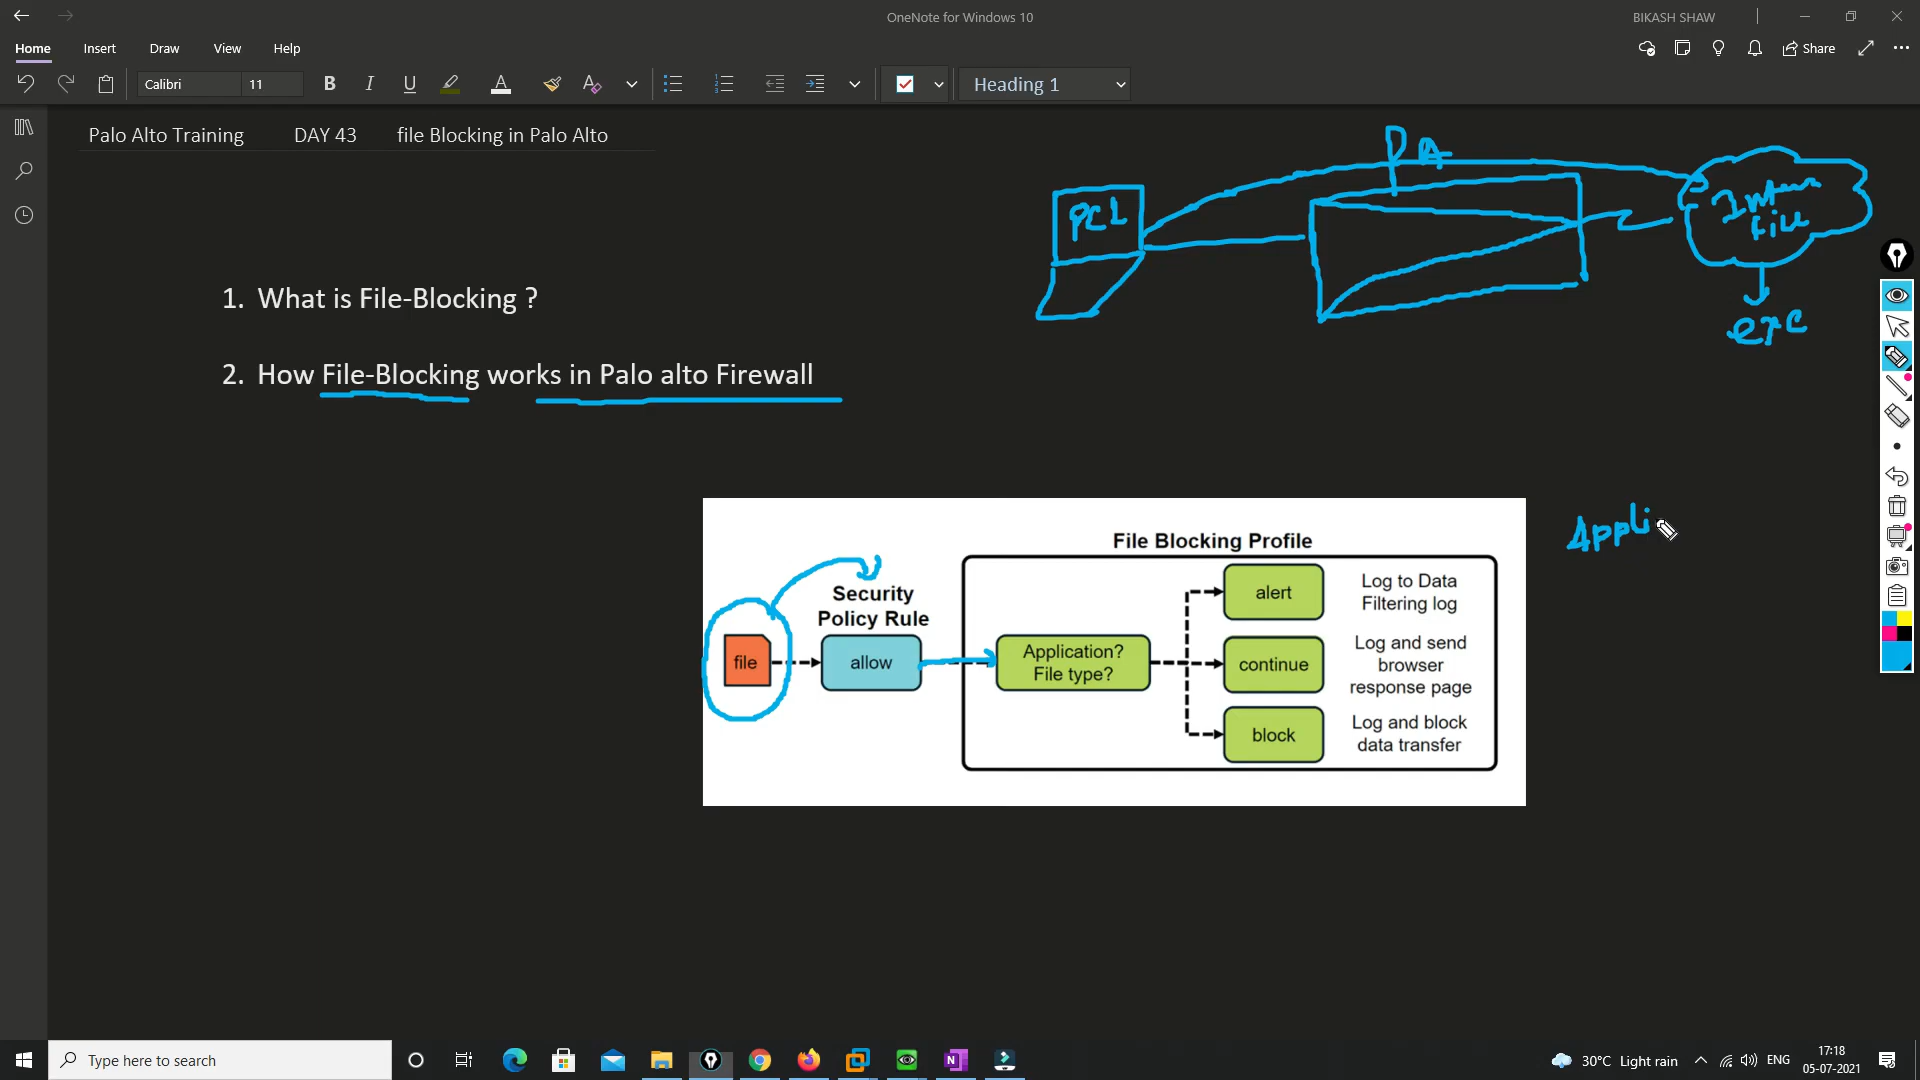 OneNote for Windows 10
BIKASH SHAW
Home Insert Draw View Help
Share
Calibri 11 B I U A A Heading 1
Palo Alto Training DAY 43 file Blocking in Palo Alto
PA
PC1
file
exe
1. What is File-Blocking ?
2. How File-Blocking works in Palo alto Firewall
Appli
File Blocking Profile
Security
Policy Rule
file
allow
Application?
File type?
alert
Log to Data
Filtering log
continue
Log and send
browser
response page
block
Log and block
data transfer
Type here to search
N
30°C Light rain
ENG
17:18
05-07-2021